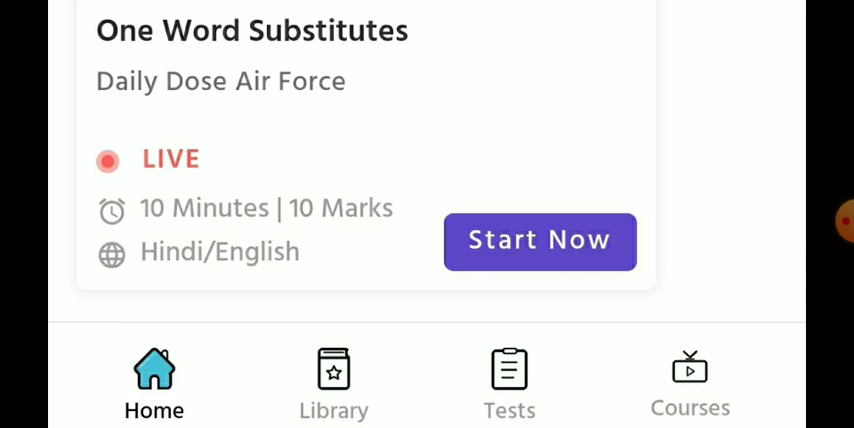 One Word Substitutes
Daily Dose Air Force
LIVE
10 Minutes | 10 Marks
Hindi/English
Start Now
Home
Library
Tests
Courses